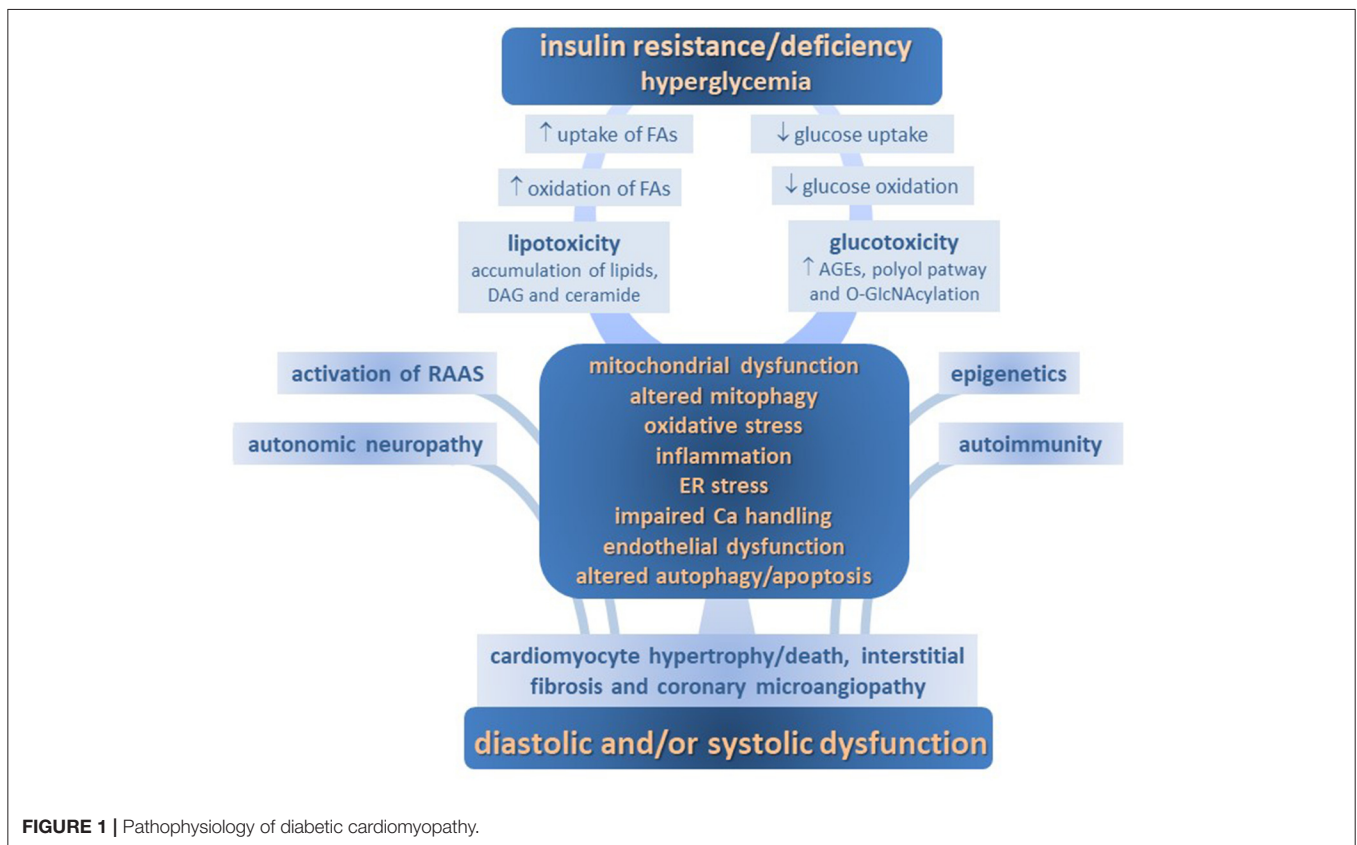 insulin resistance/deficiency
hyperglycemia
↑ uptake of FAs
↓ glucose uptake
↑ oxidation of FAs
↓ glucose oxidation
lipotoxicity
accumulation of lipids,
DAG and ceramide
glucotoxicity
↑ AGEs, polyol patway
and O-GlcNAcylation
activation of RAAS
autonomic neuropathy
mitochondrial dysfunction
altered mitophagy
oxidative stress
inflammation
ER stress
impaired Ca handling
endothelial dysfunction
altered autophagy/apoptosis
epigenetics
autoimmunity
cardiomyocyte hypertrophy/death, interstitial
fibrosis and coronary microangiopathy
diastolic and/or systolic dysfunction
FIGURE 1 | Pathophysiology of diabetic cardiomyopathy.